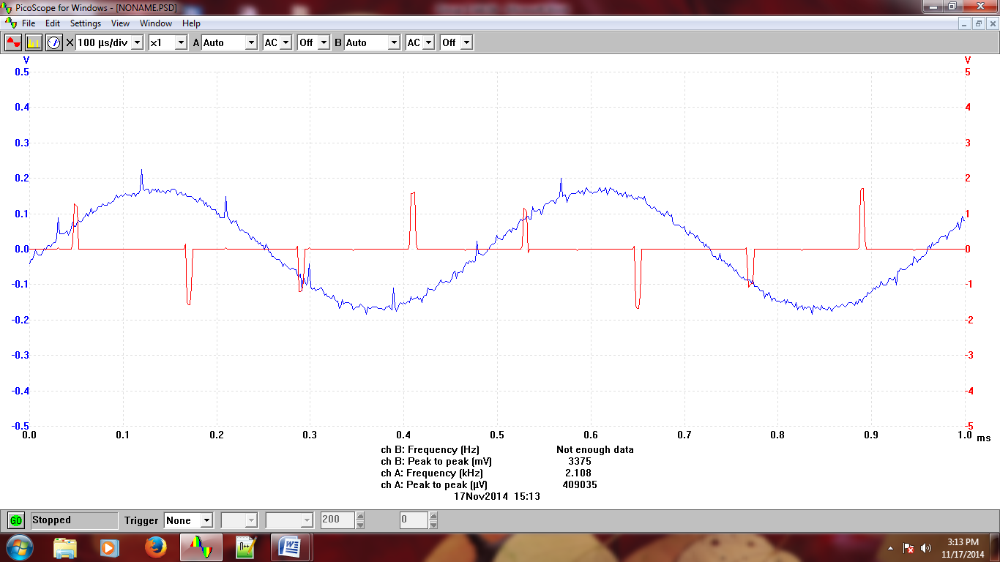 PicoScope for Windows - [NONAME.PSD]
File Edit Settings View Window Help
X 100 µs/div x1 A Auto AC Off B Auto AC Off
V V
0.5 5
0.4 4
0.3 3
0.2 2
0.1 1
0.0 0
-0.1 -1
-0.2 -2
-0.3 -3
-0.4 -4
-0.5 -5
0.0 0.1 0.2 0.3 0.4 0.5 0.6 0.7 0.8 0.9 1.0 ms
ch B: Frequency (Hz) Not enough data
ch B: Peak to peak (mV) 3375
ch A: Frequency (kHz) 2.108
ch A: Peak to peak (µV) 409035
17Nov2014 15:13
GO Stopped Trigger None 200 0
3:13 PM
11/17/2014